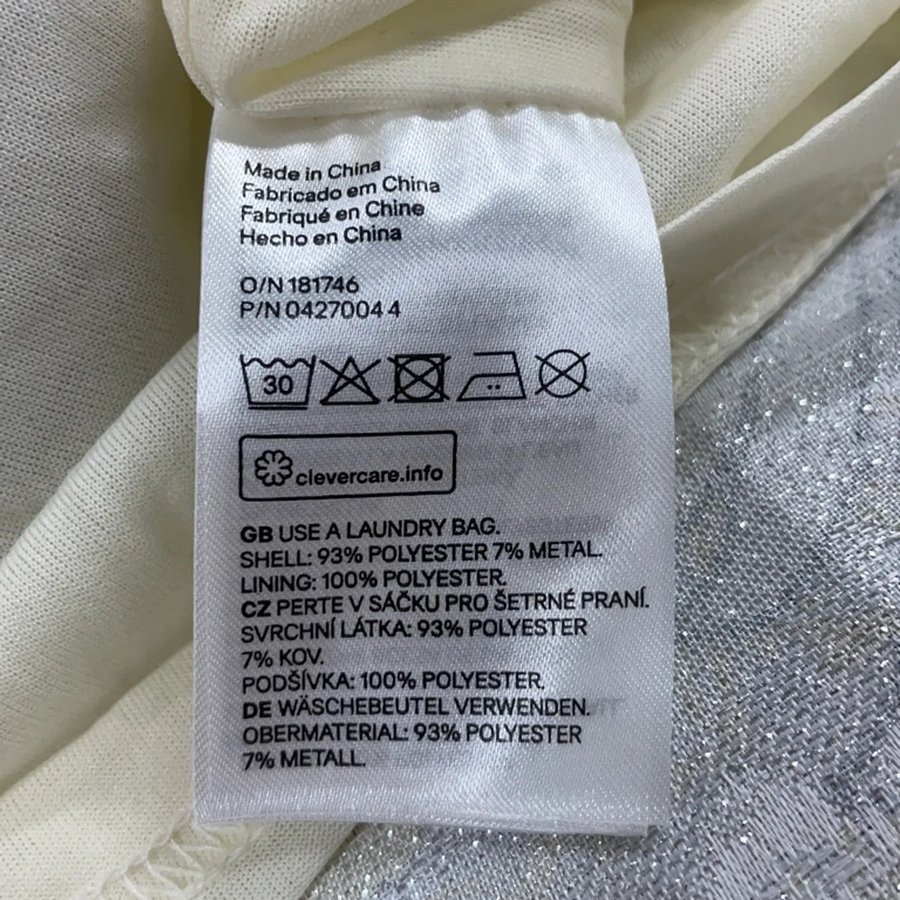 Made in China
Fabricado em China
Fabriqué en Chine
Hecho en China
O/N 181746
P/N 04270044
30
clevercare.info
GB USE A LAUNDRY BAG.
SHELL: 93% POLYESTER 7% METAL.
LINING: 100% POLYESTER.
CZ PERTE V SÁČKU PRO ŠETRNÉ PRANÍ.
SVRCHNÍ LÁTKA: 93% POLYESTER
7% KOV.
PODŠÍVKA: 100% POLYESTER.
DE WÄSCHEBEUTEL VERWENDEN.
OBERMATERIAL: 93% POLYESTER
7% METALL.